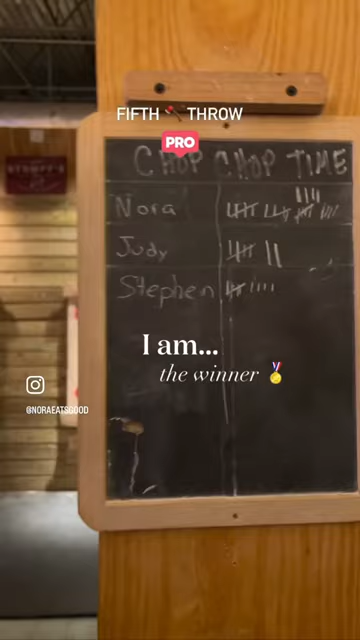 FIFTH 🪓 THROW
PRO
CHOP CHOP TIME
Nora
Judy
Stephen
I am...
the winner 🥇
@NORAEATSGOOD